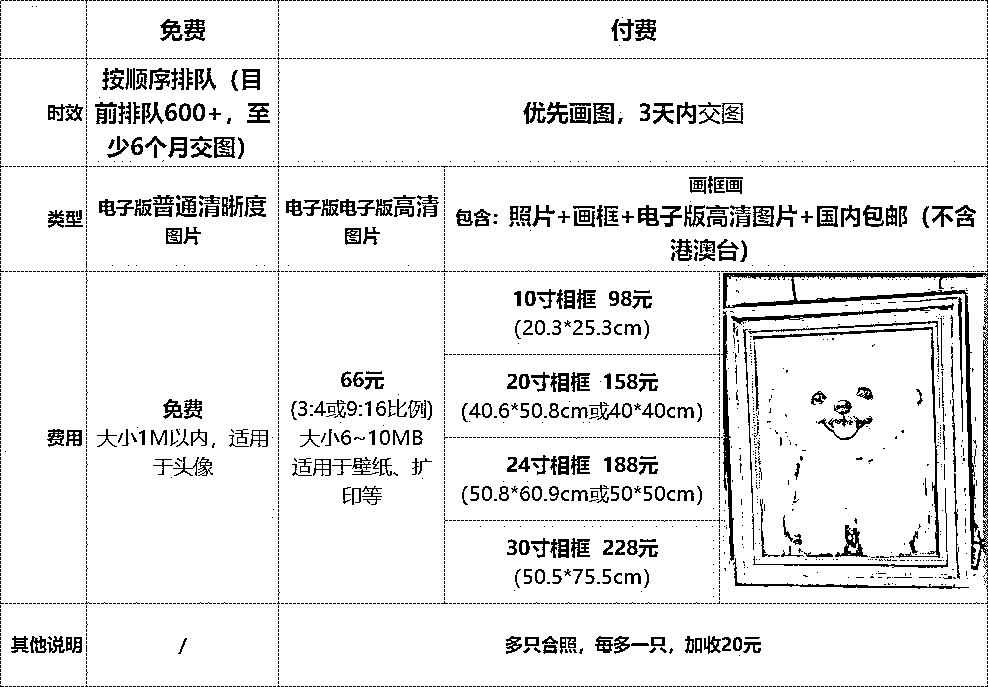 免费
付费
时效
按顺序排队（目
前排队600+，至
少6个月交图）
优先画图，3天内交图
类型
电子版普通清晰度
图片
电子版电子版高清
图片
画框画
包含：照片+画框+电子版高清图片+国内包邮（不含
港澳台）
费用
免费
大小1M以内，适用
于头像
66元
(3:4或9:16比例)
大小6~10MB
适用于壁纸、扩
印等
10寸相框 98元
(20.3*25.3cm)
20寸相框 158元
(40.6*50.8cm或40*40cm)
24寸相框 188元
(50.8*60.9cm或50*50cm)
30寸相框 228元
(50.5*75.5cm)
其他说明
/
多只合照，每多一只，加收20元